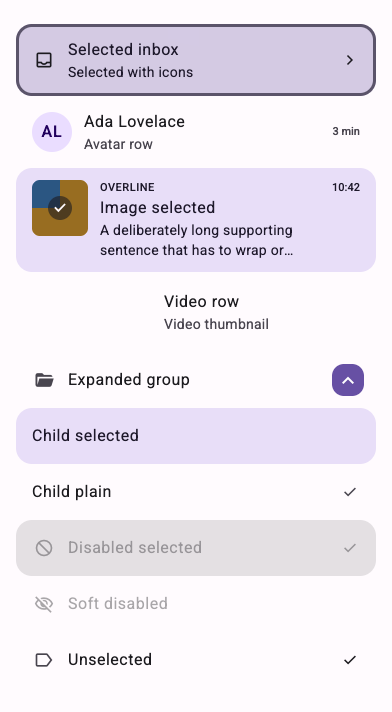 Selected inbox
Selected with icons
AL
Ada Lovelace
Avatar row
3 min
OVERLINE
10:42
Image selected
A deliberately long supporting
sentence that has to wrap or…
Video row
Video thumbnail
Expanded group
Child selected
Child plain
Disabled selected
Soft disabled
Unselected